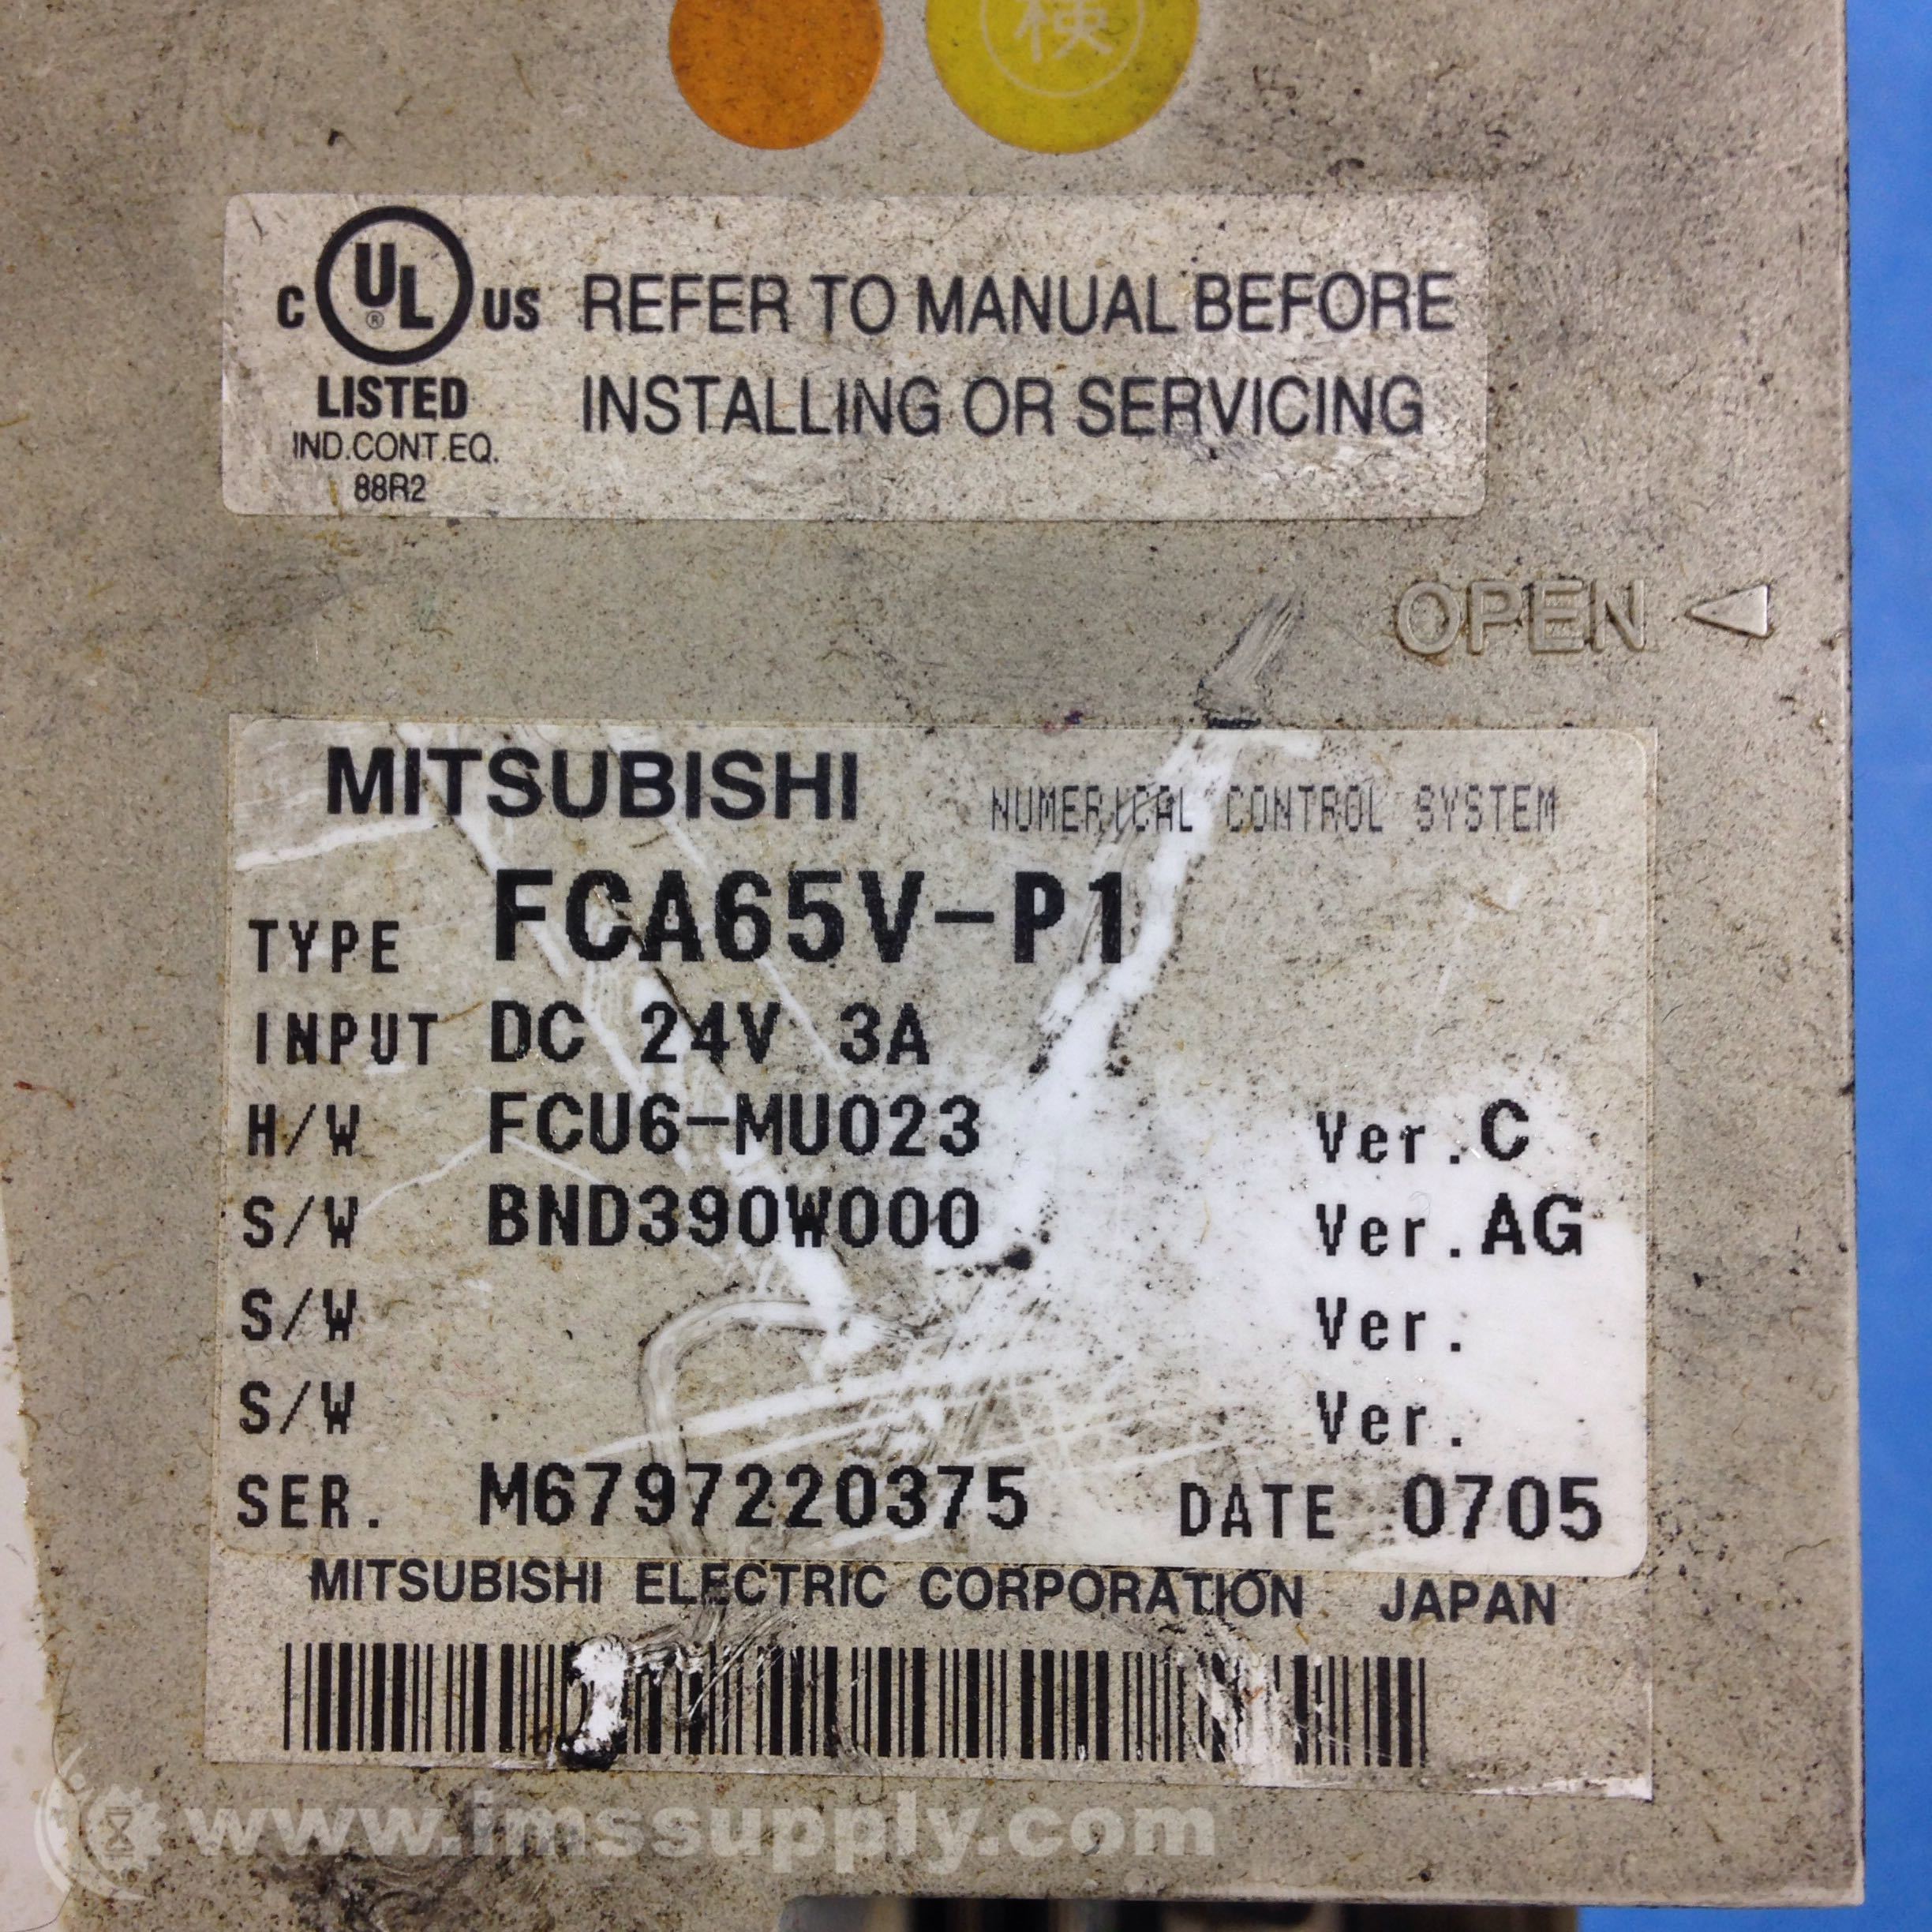 検
C UL ® US REFER TO MANUAL BEFORE
LISTED INSTALLING OR SERVICING
IND.CONT.EQ.
88R2
OPEN
MITSUBISHI NUMERICAL CONTROL SYSTEM
TYPE FCA65V-P1
INPUT DC 24V 3A
H/W FCU6-MU023 Ver.C
S/W BND390W000 Ver.AG
S/W Ver.
S/W Ver.
SER. M6797220375 DATE 0705
MITSUBISHI ELECTRIC CORPORATION JAPAN
www.imssupply.com